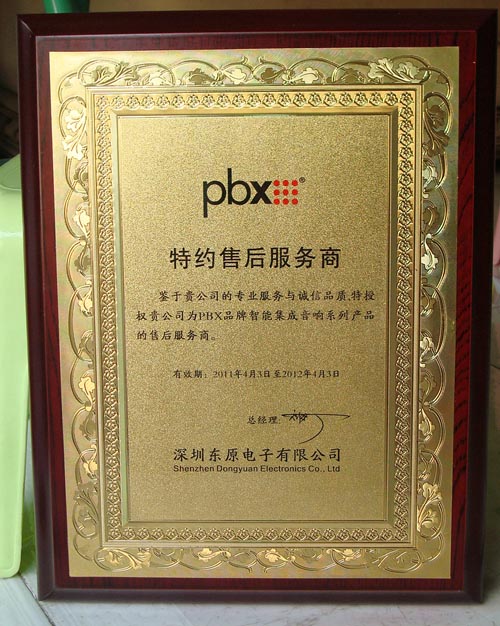 pbx®
特约售后服务商
鉴于贵公司的专业服务与诚信品质,特授
权贵公司为PBX品牌智能集成音响系列产品
的售后服务商。
有效期：2011年4月3日至2012年4月3日
总经理:
深圳东原电子有限公司
Shenzhen Dongyuan Electronics Co., Ltd